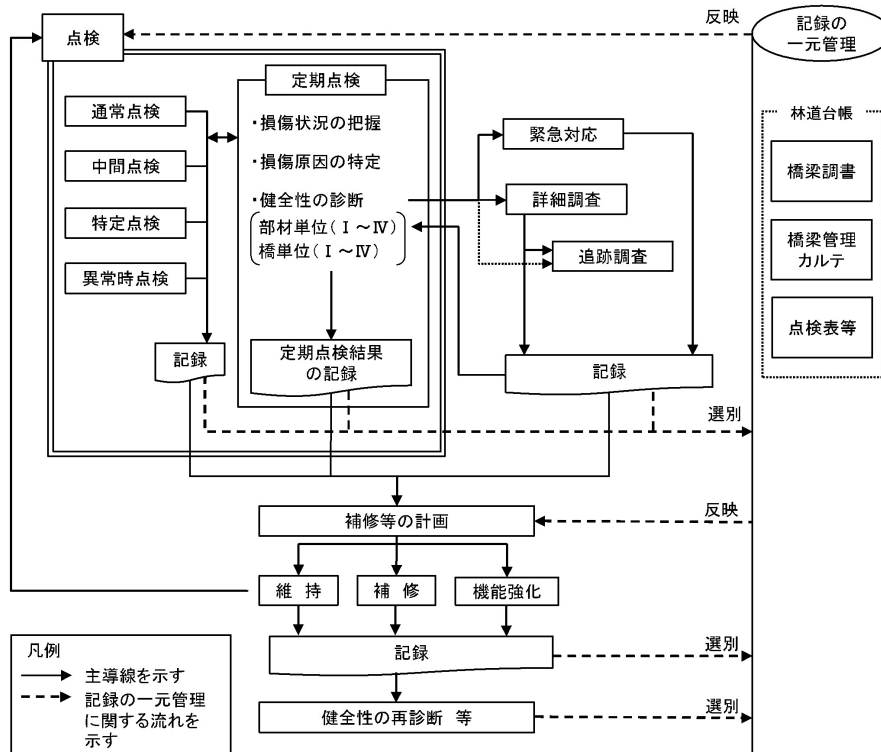 点検
反映
記録の
一元管理
定期点検
通常点検
中間点検
特定点検
異常時点検
・損傷状況の把握
・損傷原因の特定
・健全性の診断
部材単位(Ⅰ～Ⅳ)
橋単位(Ⅰ～Ⅳ)
緊急対応
詳細調査
追跡調査
林道台帳
橋梁調書
橋梁管理
カルテ
点検表等
記録
定期点検結果
の記録
記録
選別
補修等の計画
反映
維 持
補 修
機能強化
記録
選別
健全性の再診断 等
選別
凡例
主導線を示す
記録の一元管理
に関する流れを
示す